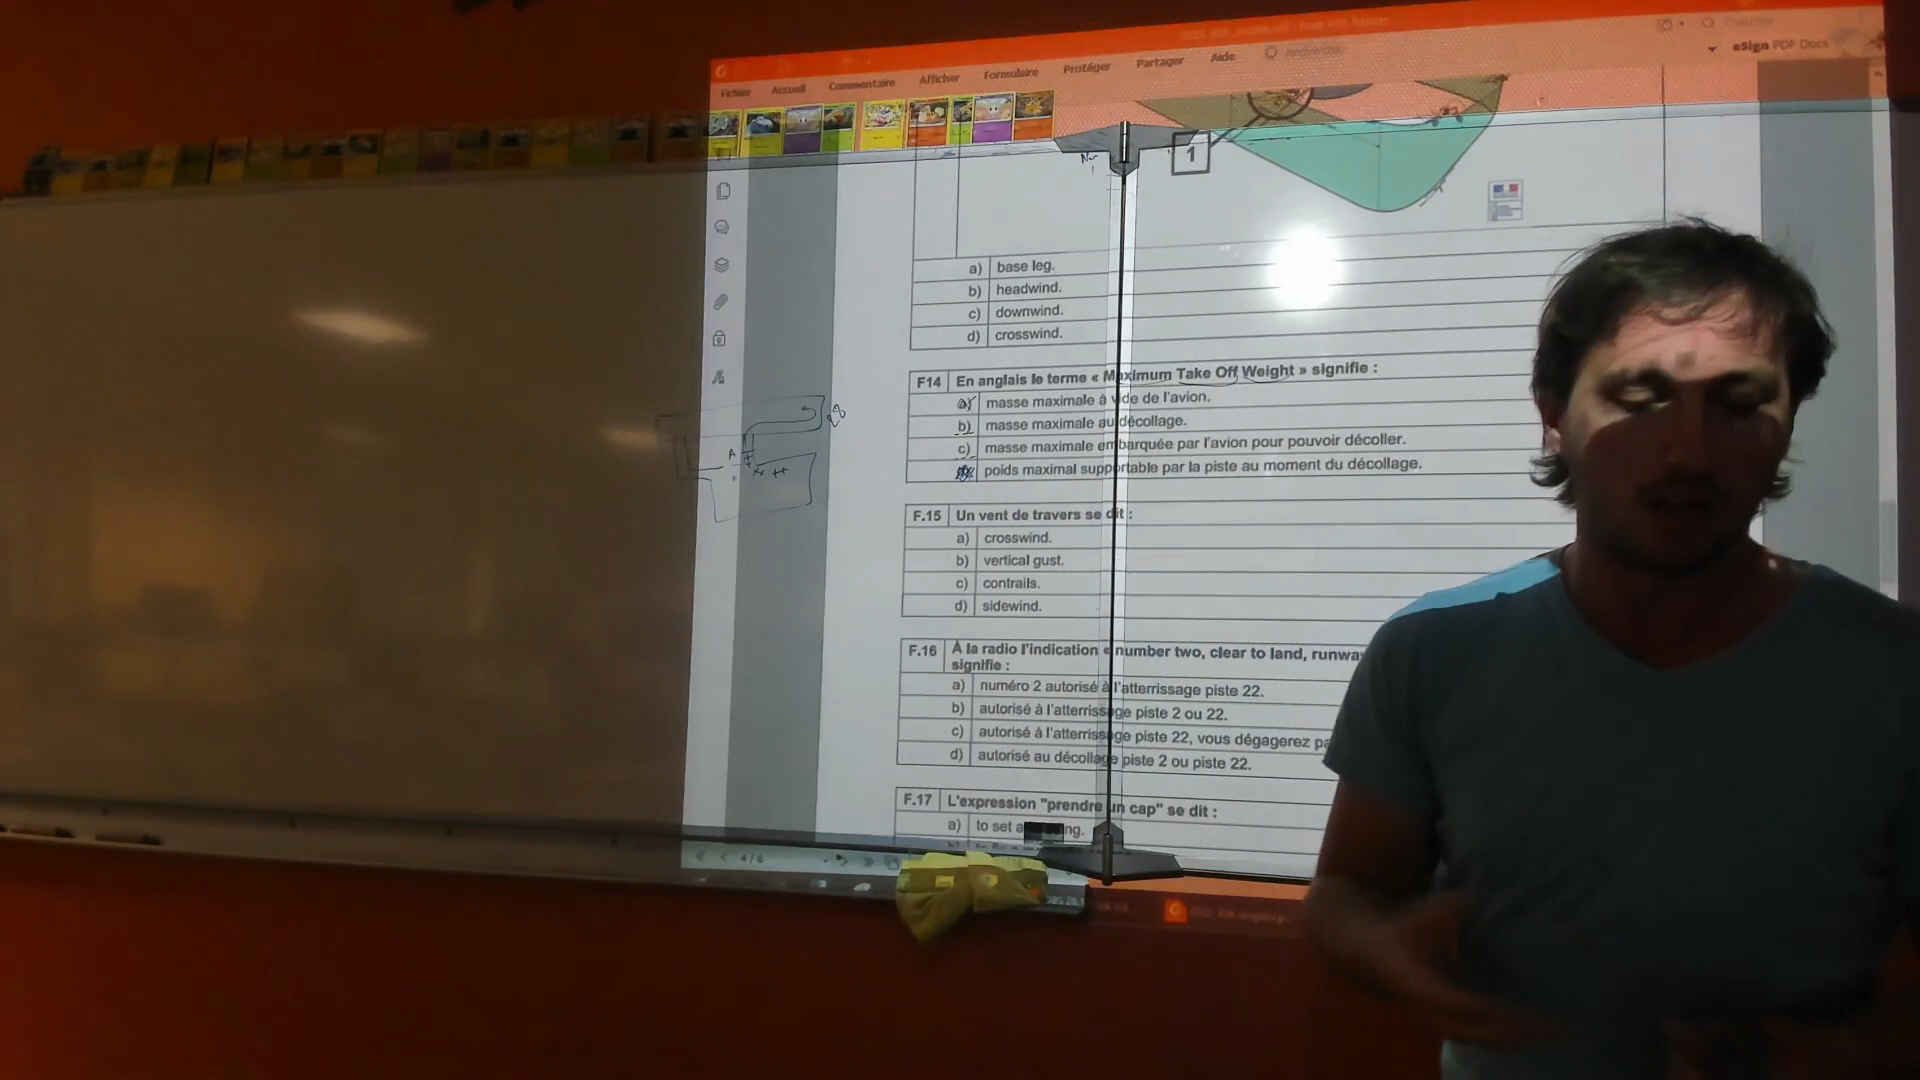 Fichier Accueil Commentaire Afficher Formulaire Protéger Partager Aide
eSign PDF Docs
1
a) base leg.
b) headwind.
c) downwind.
d) crosswind.
F14 En anglais le terme « Maximum Take Off Weight » signifie :
a) masse maximale à vide de l'avion.
b) masse maximale au décollage.
c) masse maximale embarquée par l'avion pour pouvoir décoller.
poids maximal supportable par la piste au moment du décollage.
F.15 Un vent de travers se dit :
a) crosswind.
b) vertical gust.
c) contrails.
d) sidewind.
F.16 À la radio l'indication « number two, clear to land,
signifie :
a) numéro 2 autorisé à l'atterrissage piste 22.
b) autorisé à l'atterrissage piste 2 ou 22.
c) autorisé à l'atterrissage piste 22, vous dégagerez
d) autorisé au décollage piste 2 ou piste 22.
F.17 L'expression "prendre un cap" se dit :
a) to set a
4 / 6
A